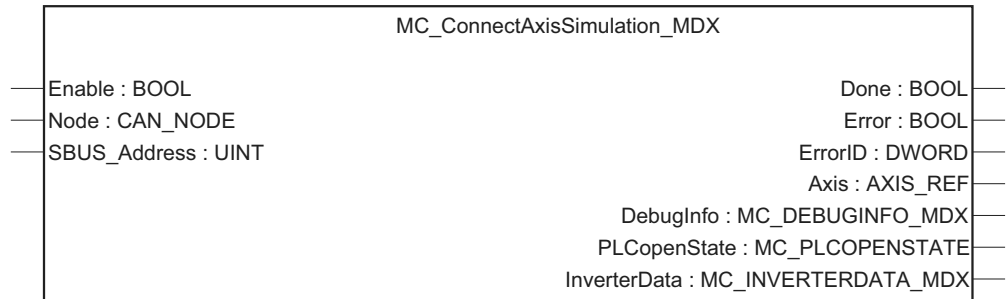 MC_ConnectAxisSimulation_MDX
Enable : BOOL Done : BOOL
Node : CAN_NODE Error : BOOL
SBUS_Address : UINT ErrorID : DWORD
Axis : AXIS_REF
DebugInfo : MC_DEBUGINFO_MDX
PLCopenState : MC_PLCOPENSTATE
InverterData : MC_INVERTERDATA_MDX